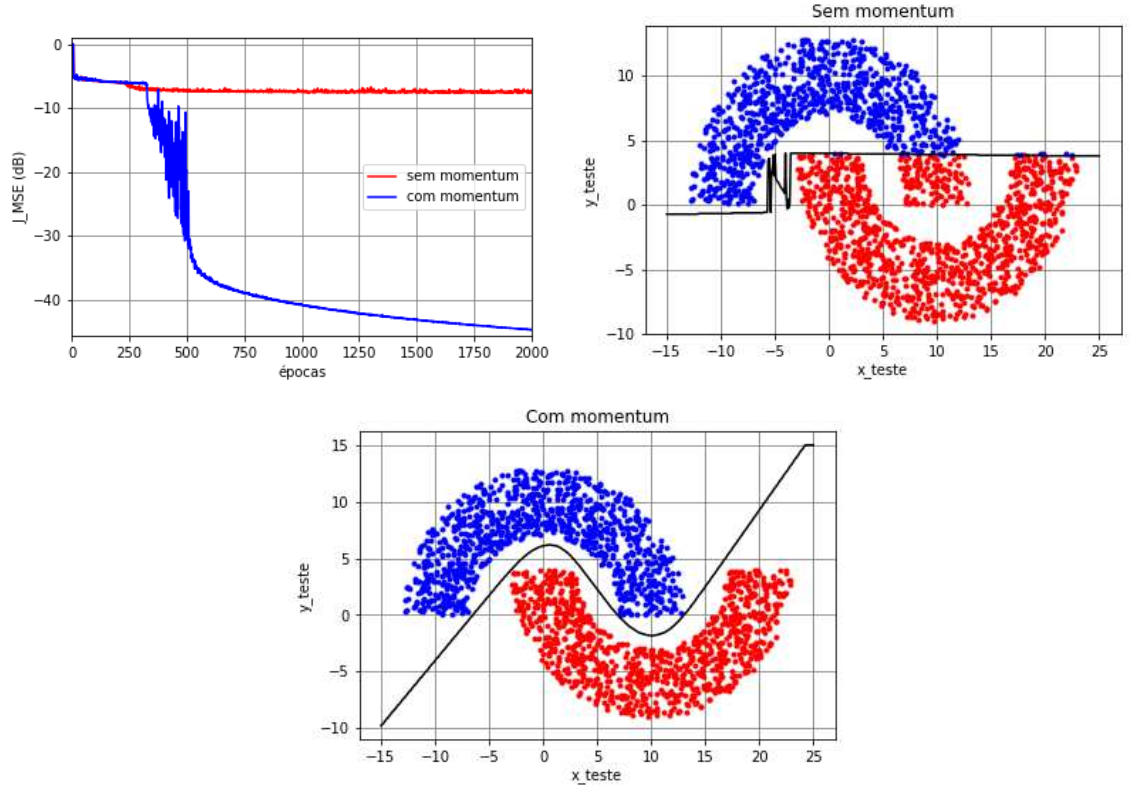 0
−10
−20
−30
−40
J_MSE (dB)
sem momentum
com momentum
0 250 500 750 1000 1250 1500 1750 2000
épocas
Sem momentum
10
5
0
−5
−10
y_teste
−15 −10 −5 0 5 10 15 20 25
x_teste
Com momentum
15
10
5
0
−5
−10
y_teste
−15 −10 −5 0 5 10 15 20 25
x_teste